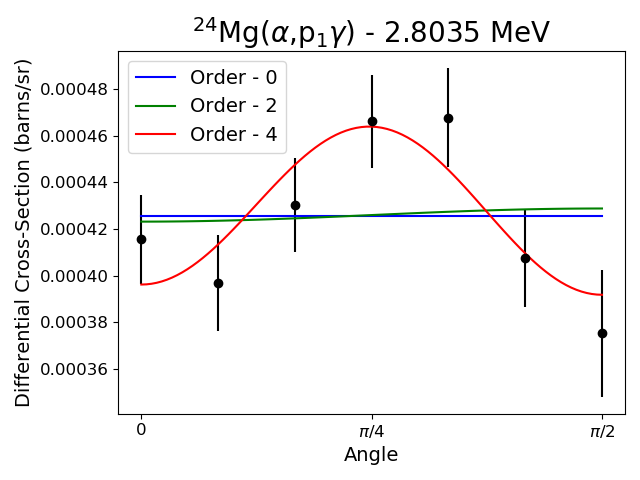 ²⁴Mg(α,p₁γ) - 2.8035 MeV
Order - 0
Order - 2
Order - 4
Differential Cross-Section (barns/sr)
0.00048
0.00046
0.00044
0.00042
0.00040
0.00038
0.00036
0
π/4
π/2
Angle